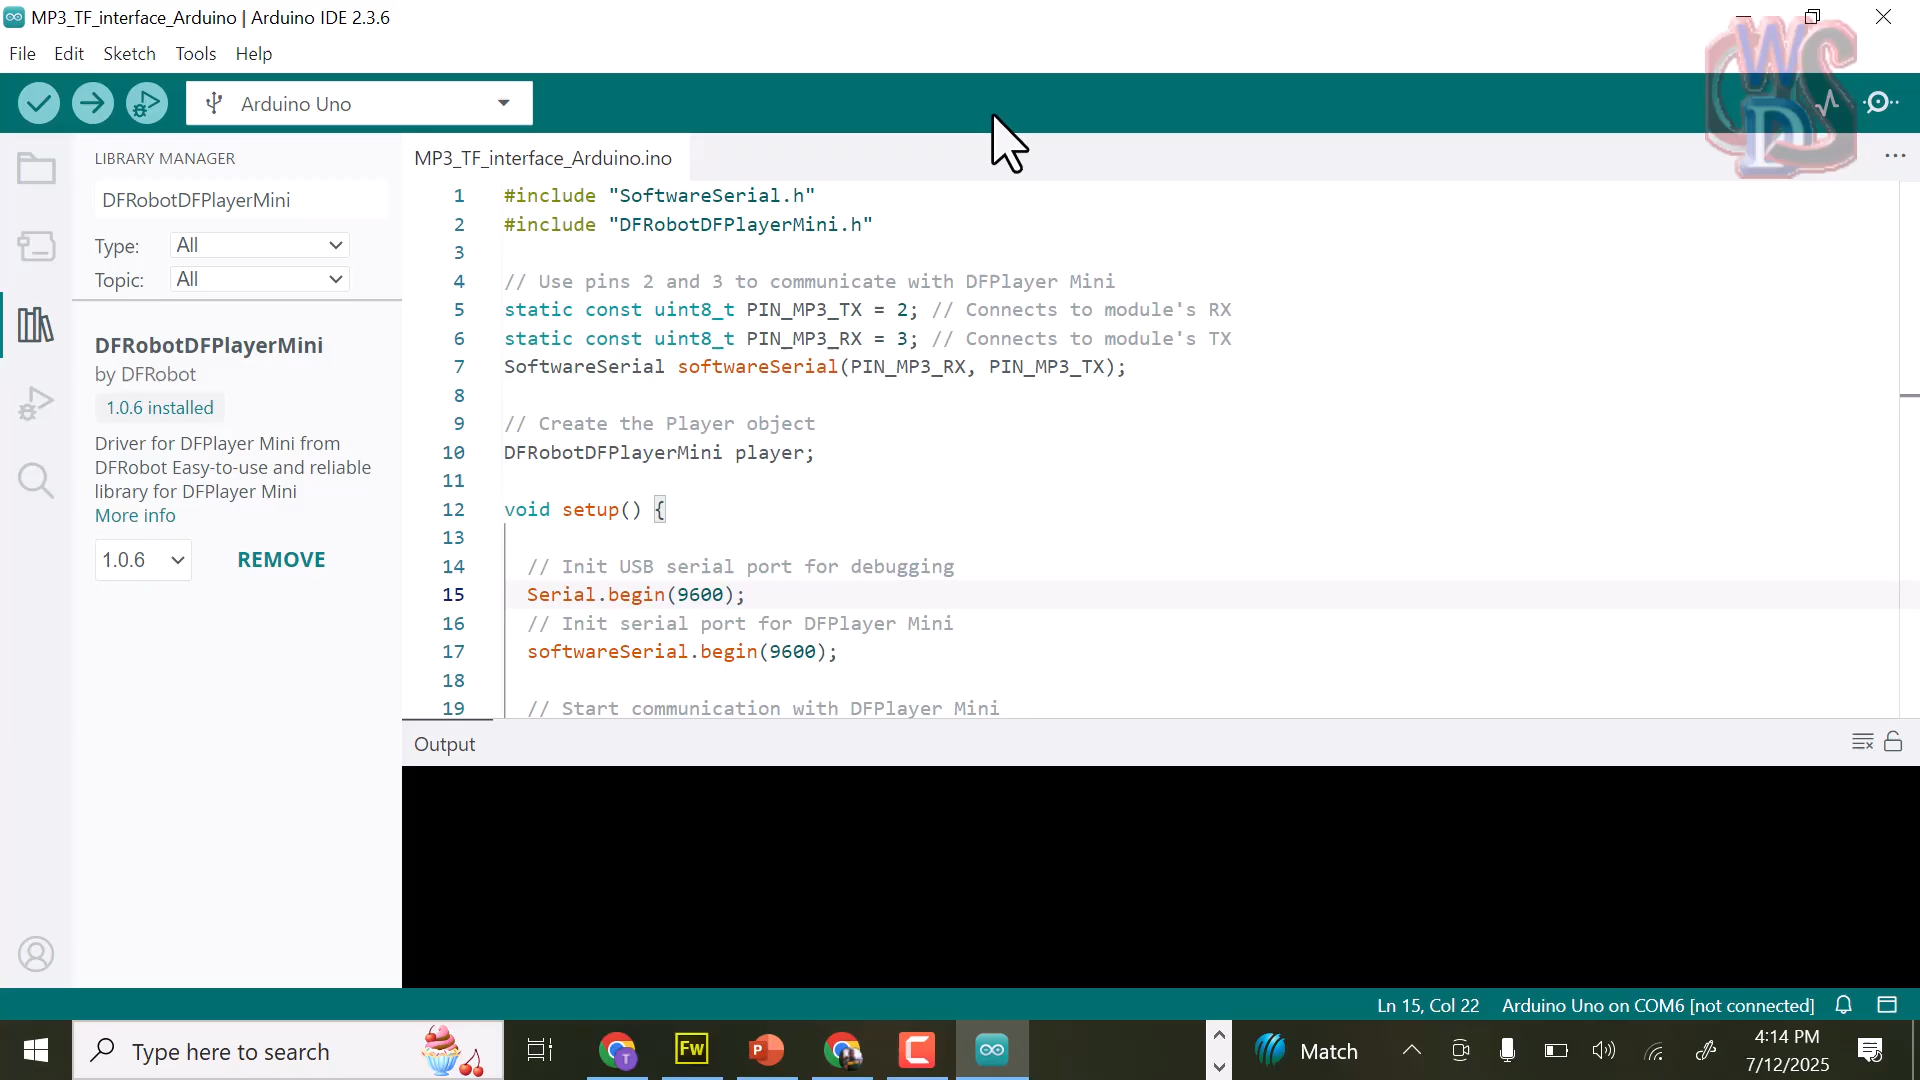 MP3_TF_interface_Arduino | Arduino IDE 2.3.6
File Edit Sketch Tools Help
Arduino Uno
LIBRARY MANAGER
DFRobotDFPlayerMini
Type: All
Topic: All
DFRobotDFPlayerMini
by DFRobot
1.0.6 installed
Driver for DFPlayer Mini from
DFRobot Easy-to-use and reliable
library for DFPlayer Mini
More info
1.0.6 REMOVE
MP3_TF_interface_Arduino.ino
1 #include "SoftwareSerial.h"
2 #include "DFRobotDFPlayerMini.h"
3
4 // Use pins 2 and 3 to communicate with DFPlayer Mini
5 static const uint8_t PIN_MP3_TX = 2; // Connects to module's RX
6 static const uint8_t PIN_MP3_RX = 3; // Connects to module's TX
7 SoftwareSerial softwareSerial(PIN_MP3_RX, PIN_MP3_TX);
8
9 // Create the Player object
10 DFRobotDFPlayerMini player;
11
12 void setup() {
13
14 // Init USB serial port for debugging
15 Serial.begin(9600);
16 // Init serial port for DFPlayer Mini
17 softwareSerial.begin(9600);
18
19 // Start communication with DFPlayer Mini
Output
Ln 15, Col 22 Arduino Uno on COM6 [not connected]
Type here to search
T
Fw
P
Match
4:14 PM
7/12/2025